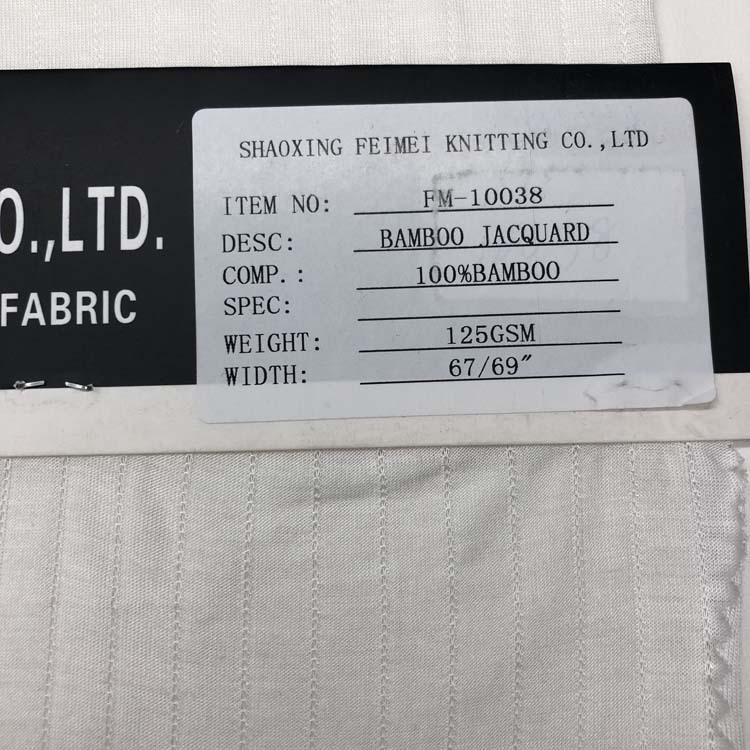 SHAOXING FEIMEI KNITTING CO.,LTD
ITEM NO: FM-10038
DESC: BAMBOO JACQUARD
COMP.: 100%BAMBOO
SPEC:
WEIGHT: 125GSM
WIDTH: 67/69″
O.,LTD.
FABRIC